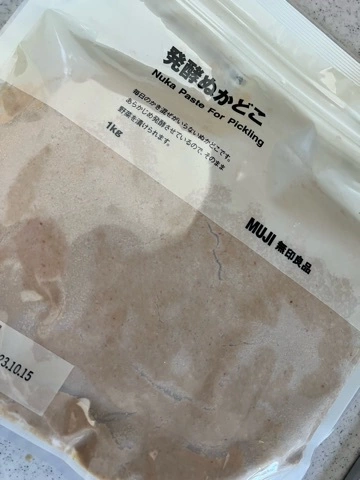 発酵ぬかどこ
Nuka Paste For Pickling
毎日のかき混ぜがいらないぬかどこです。
あらかじめ発酵させているので、そのまま
野菜を漬けられます。
1kg
MUJI 無印良品
23.10.15